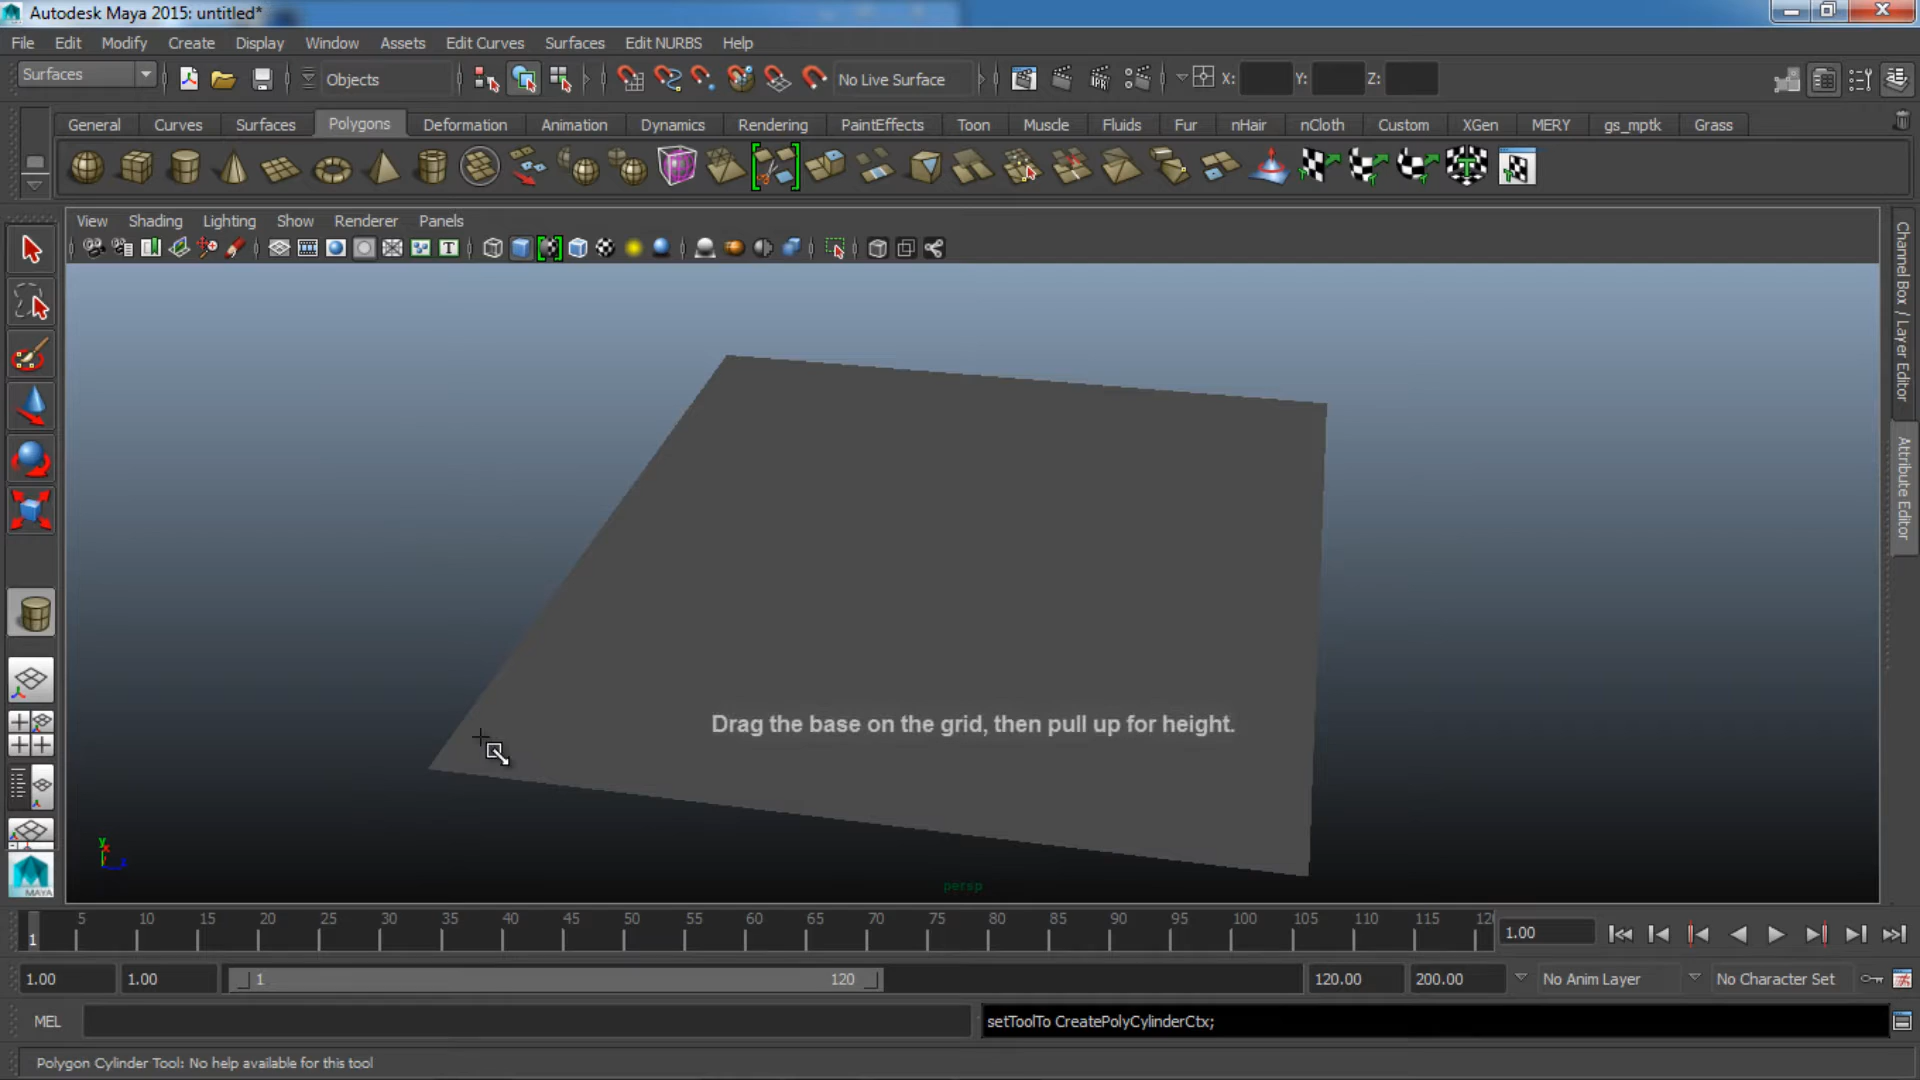 Autodesk Maya 2015: untitled*
File Edit Modify Create Display Window Assets Edit Curves Surfaces Edit NURBS Help
Surfaces Objects No Live Surface X: Y: Z:
General Curves Surfaces Polygons Deformation Animation Dynamics Rendering PaintEffects Toon Muscle Fluids Fur nHair nCloth Custom XGen MERY gs_mptk Grass
View Shading Lighting Show Renderer Panels
Channel Box / Layer Editor
Attribute Editor
Drag the base on the grid, then pull up for height.
persp
MAYA
5 10 15 20 25 30 35 40 45 50 55 60 65 70 75 80 85 90 95 100 105 110 115
1 1.00
1.00 1.00 1 120 120.00 200.00 No Anim Layer No Character Set
MEL setToolTo CreatePolyCylinderCtx;
Polygon Cylinder Tool: No help available for this tool